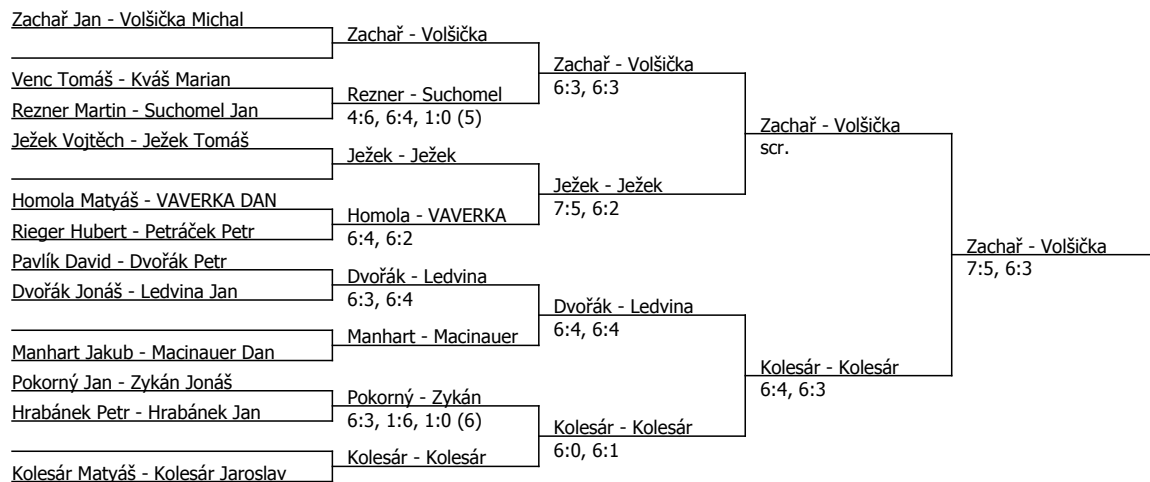 Zachař Jan - Volšička Michal
Venc Tomáš - Kváš Marian
Rezner Martin - Suchomel Jan
Ježek Vojtěch - Ježek Tomáš
Homola Matyáš - VAVERKA DAN
Rieger Hubert - Petráček Petr
Pavlík David - Dvořák Petr
Dvořák Jonáš - Ledvina Jan
Manhart Jakub - Macinauer Dan
Pokorný Jan - Zykán Jonáš
Hrabánek Petr - Hrabánek Jan
Kolesár Matyáš - Kolesár Jaroslav
Zachař - Volšička
Rezner - Suchomel
4:6, 6:4, 1:0 (5)
Ježek - Ježek
Homola - VAVERKA
6:4, 6:2
Dvořák - Ledvina
6:3, 6:4
Manhart - Macinauer
Pokorný - Zykán
6:3, 1:6, 1:0 (6)
Kolesár - Kolesár
Zachař - Volšička
6:3, 6:3
Ježek - Ježek
7:5, 6:2
Dvořák - Ledvina
6:4, 6:4
Kolesár - Kolesár
6:0, 6:1
Zachař - Volšička
scr.
Kolesár - Kolesár
6:4, 6:3
Zachař - Volšička
7:5, 6:3